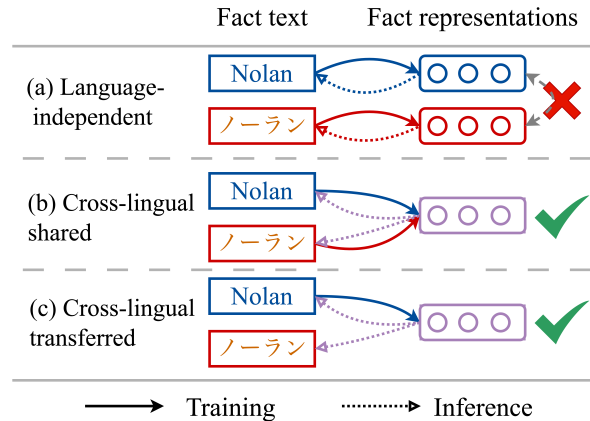 Fact text Fact representations
(a) Language-
independent
Nolan
ノーラン
(b) Cross-lingual
shared
Nolan
ノーラン
(c) Cross-lingual
transferred
Nolan
ノーラン
Training Inference